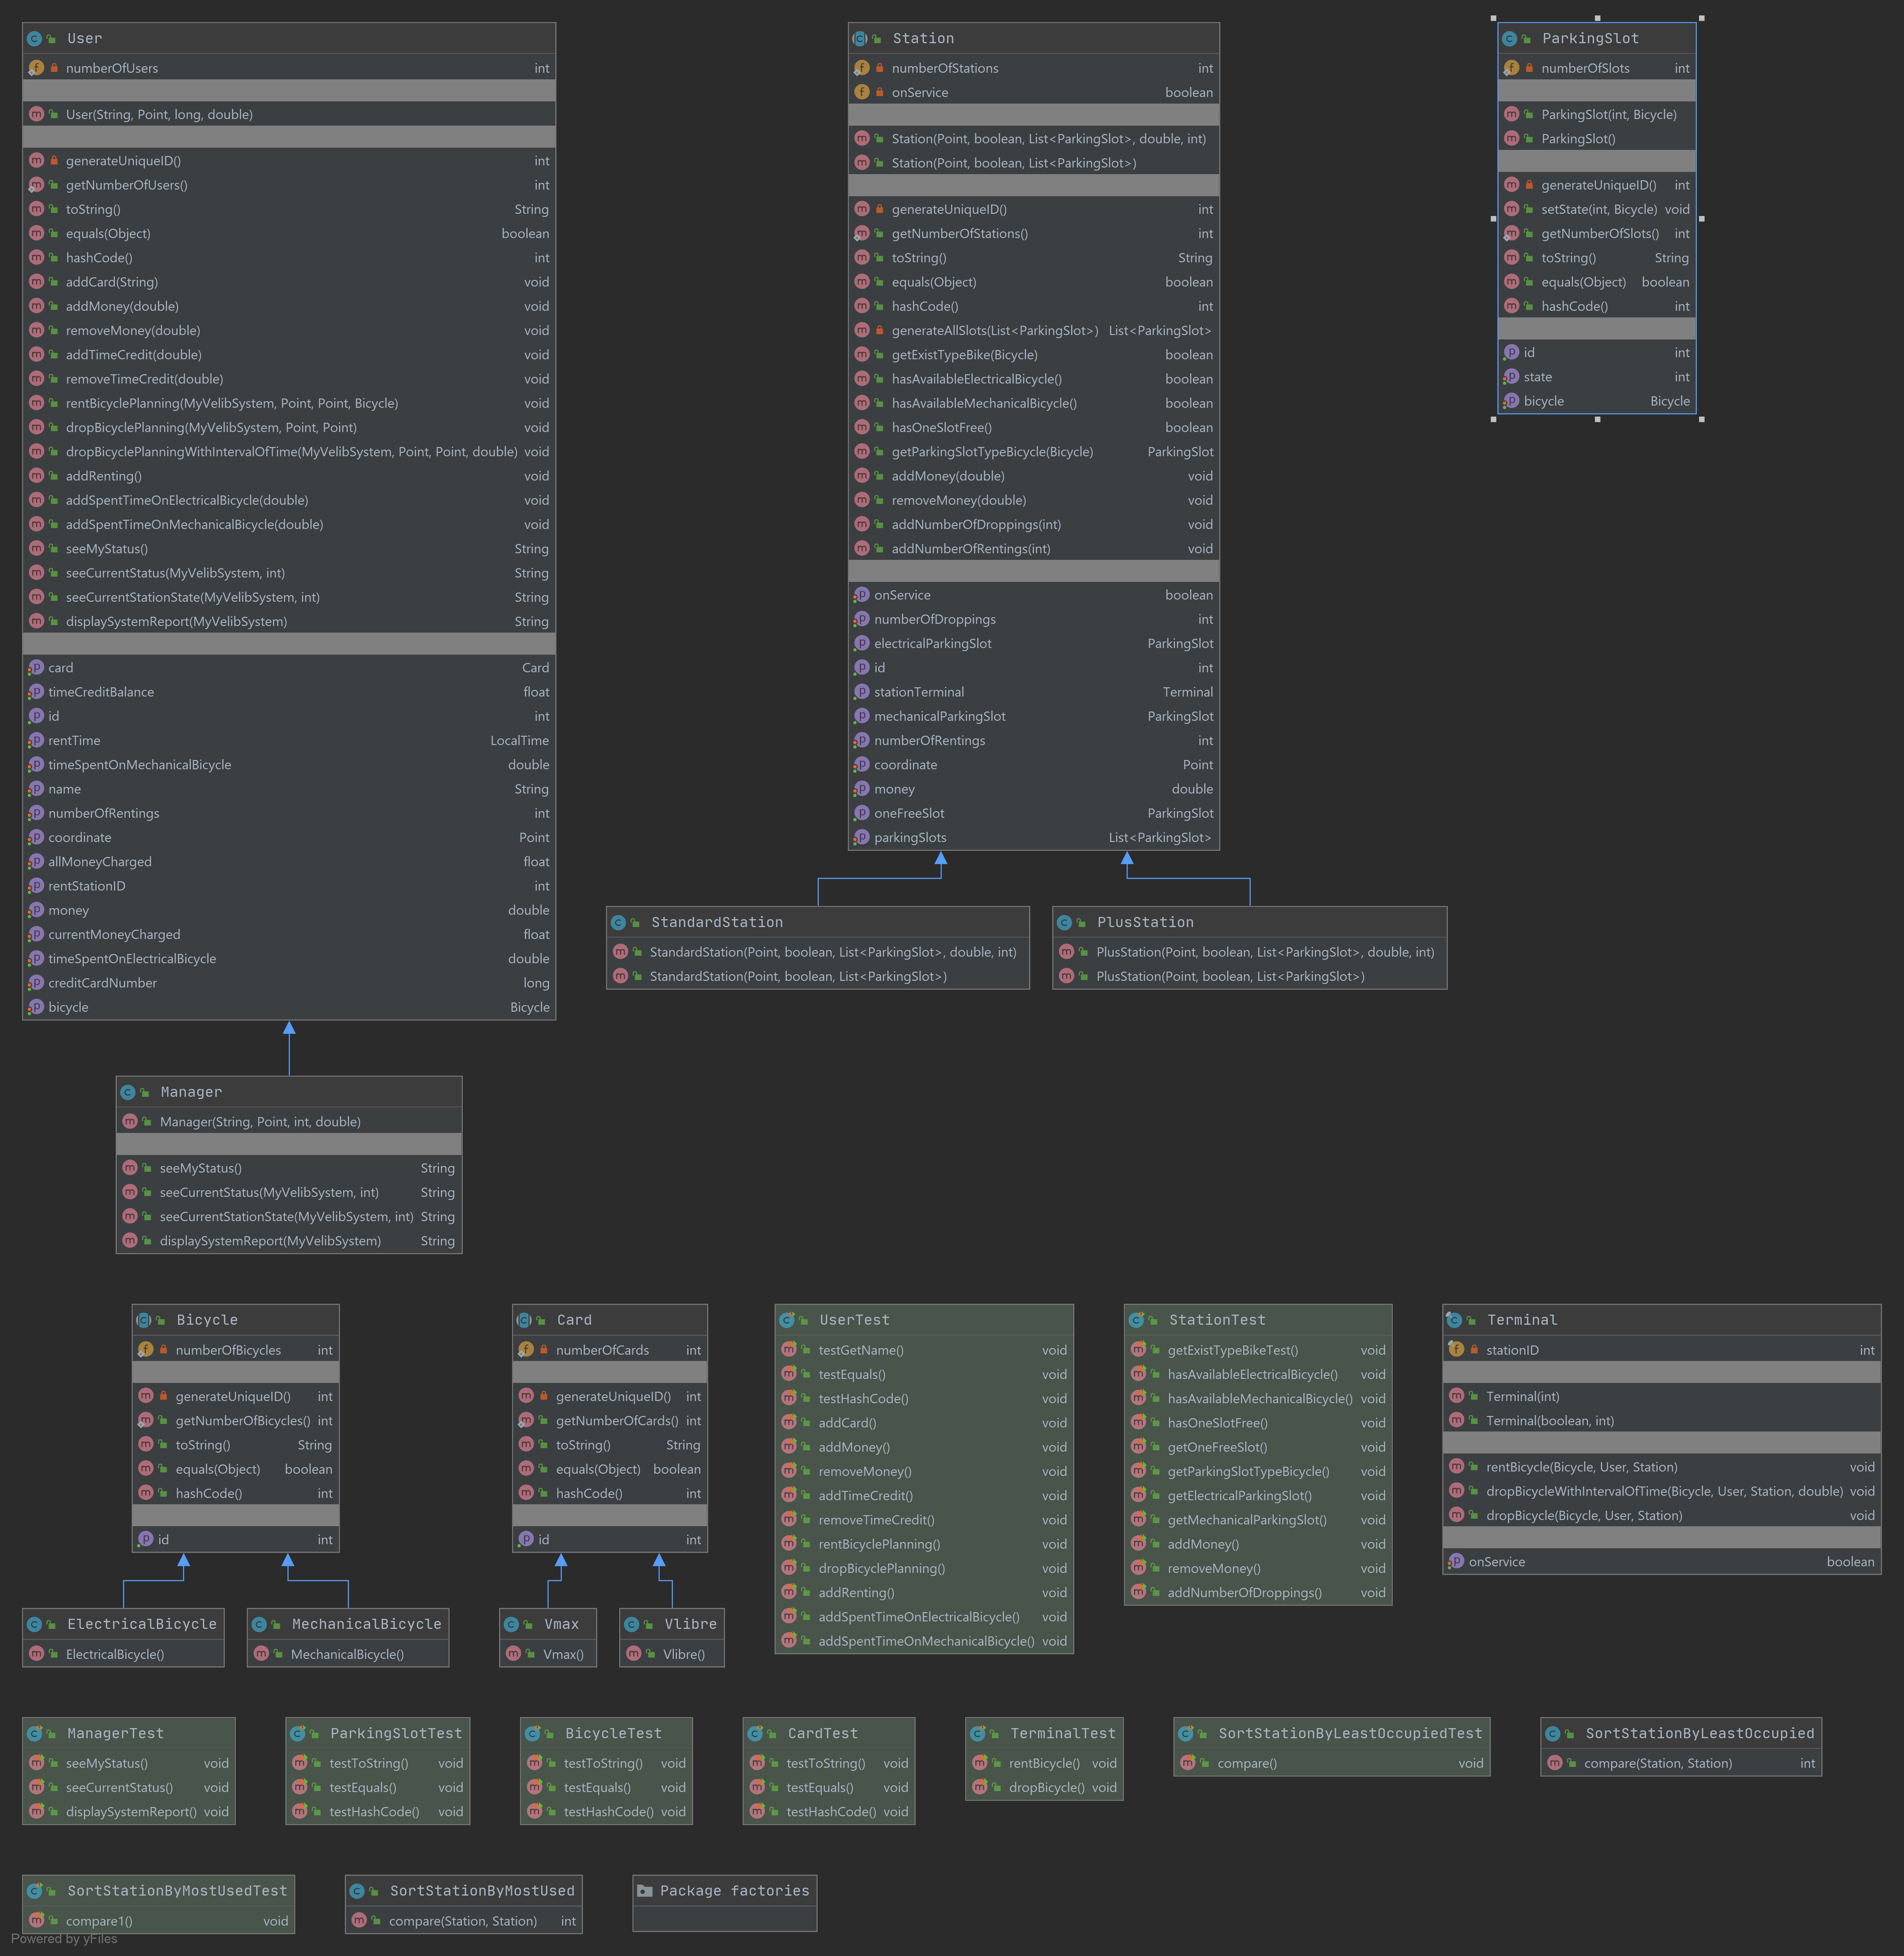 User
numberOfUsers int
User(String, Point, long, double)
generateUniqueID() int
getNumberOfUsers() int
toString() String
equals(Object) boolean
hashCode() int
addCard(String) void
addMoney(double) void
removeMoney(double) void
addTimeCredit(double) void
removeTimeCredit(double) void
rentBicyclePlanning(MyVelibSystem, Point, Point, Bicycle) void
dropBicyclePlanning(MyVelibSystem, Point, Point) void
dropBicyclePlanningWithIntervalOfTime(MyVelibSystem, Point, Point, double) void
addRenting() void
addSpentTimeOnElectricalBicycle(double) void
addSpentTimeOnMechanicalBicycle(double) void
seeMyStatus() String
seeCurrentStatus(MyVelibSystem, int) String
seeCurrentStationState(MyVelibSystem, int) String
displaySystemReport(MyVelibSystem) String
card Card
timeCreditBalance float
id int
rentTime LocalTime
timeSpentOnMechanicalBicycle double
name String
numberOfRentings int
coordinate Point
allMoneyCharged float
rentStationID int
money double
currentMoneyCharged float
timeSpentOnElectricalBicycle double
creditCardNumber long
bicycle Bicycle
Station
numberOfStations int
onService boolean
Station(Point, boolean, List<ParkingSlot>, double, int)
Station(Point, boolean, List<ParkingSlot>)
generateUniqueID() int
getNumberOfStations() int
toString() String
equals(Object) boolean
hashCode() int
generateAllSlots(List<ParkingSlot>) List<ParkingSlot>
getExistTypeBike(Bicycle) boolean
hasAvailableElectricalBicycle() boolean
hasAvailableMechanicalBicycle() boolean
hasOneSlotFree() boolean
getParkingSlotTypeBicycle(Bicycle) ParkingSlot
addMoney(double) void
removeMoney(double) void
addNumberOfDroppings(int) void
addNumberOfRentings(int) void
onService boolean
numberOfDroppings int
electricalParkingSlot ParkingSlot
id int
stationTerminal Terminal
mechanicalParkingSlot ParkingSlot
numberOfRentings int
coordinate Point
money double
oneFreeSlot ParkingSlot
parkingSlots List<ParkingSlot>
ParkingSlot
numberOfSlots int
ParkingSlot(int, Bicycle)
ParkingSlot()
generateUniqueID() int
setState(int, Bicycle) void
getNumberOfSlots() int
toString() String
equals(Object) boolean
hashCode() int
id int
state int
bicycle Bicycle
StandardStation
StandardStation(Point, boolean, List<ParkingSlot>, double, int)
StandardStation(Point, boolean, List<ParkingSlot>)
PlusStation
PlusStation(Point, boolean, List<ParkingSlot>, double, int)
PlusStation(Point, boolean, List<ParkingSlot>)
Manager
Manager(String, Point, int, double)
seeMyStatus() String
seeCurrentStatus(MyVelibSystem, int) String
seeCurrentStationState(MyVelibSystem, int) String
displaySystemReport(MyVelibSystem) String
Bicycle
numberOfBicycles int
generateUniqueID() int
getNumberOfBicycles() int
toString() String
equals(Object) boolean
hashCode() int
id int
Card
numberOfCards int
generateUniqueID() int
getNumberOfCards() int
toString() String
equals(Object) boolean
hashCode() int
id int
UserTest
testGetName() void
testEquals() void
testHashCode() void
addCard() void
addMoney() void
removeMoney() void
addTimeCredit() void
removeTimeCredit() void
rentBicyclePlanning() void
dropBicyclePlanning() void
addRenting() void
addSpentTimeOnElectricalBicycle() void
addSpentTimeOnMechanicalBicycle() void
StationTest
getExistTypeBikeTest() void
hasAvailableElectricalBicycle() void
hasAvailableMechanicalBicycle() void
hasOneSlotFree() void
getOneFreeSlot() void
getParkingSlotTypeBicycle() void
getElectricalParkingSlot() void
getMechanicalParkingSlot() void
addMoney() void
removeMoney() void
addNumberOfDroppings() void
Terminal
stationID int
Terminal(int)
Terminal(boolean, int)
rentBicycle(Bicycle, User, Station) void
dropBicycleWithIntervalOfTime(Bicycle, User, Station, double) void
dropBicycle(Bicycle, User, Station) void
onService boolean
ElectricalBicycle
ElectricalBicycle()
MechanicalBicycle
MechanicalBicycle()
Vmax
Vmax()
Vlibre
Vlibre()
ManagerTest
seeMyStatus() void
seeCurrentStatus() void
displaySystemReport() void
ParkingSlotTest
testToString() void
testEquals() void
testHashCode() void
BicycleTest
testToString() void
testEquals() void
testHashCode() void
CardTest
testToString() void
testEquals() void
testHashCode() void
TerminalTest
rentBicycle() void
dropBicycle() void
SortStationByLeastOccupiedTest
compare() void
SortStationByLeastOccupied
compare(Station, Station) int
SortStationByMostUsedTest
compare1() void
SortStationByMostUsed
compare(Station, Station) int
Package factories
Powered by yFiles